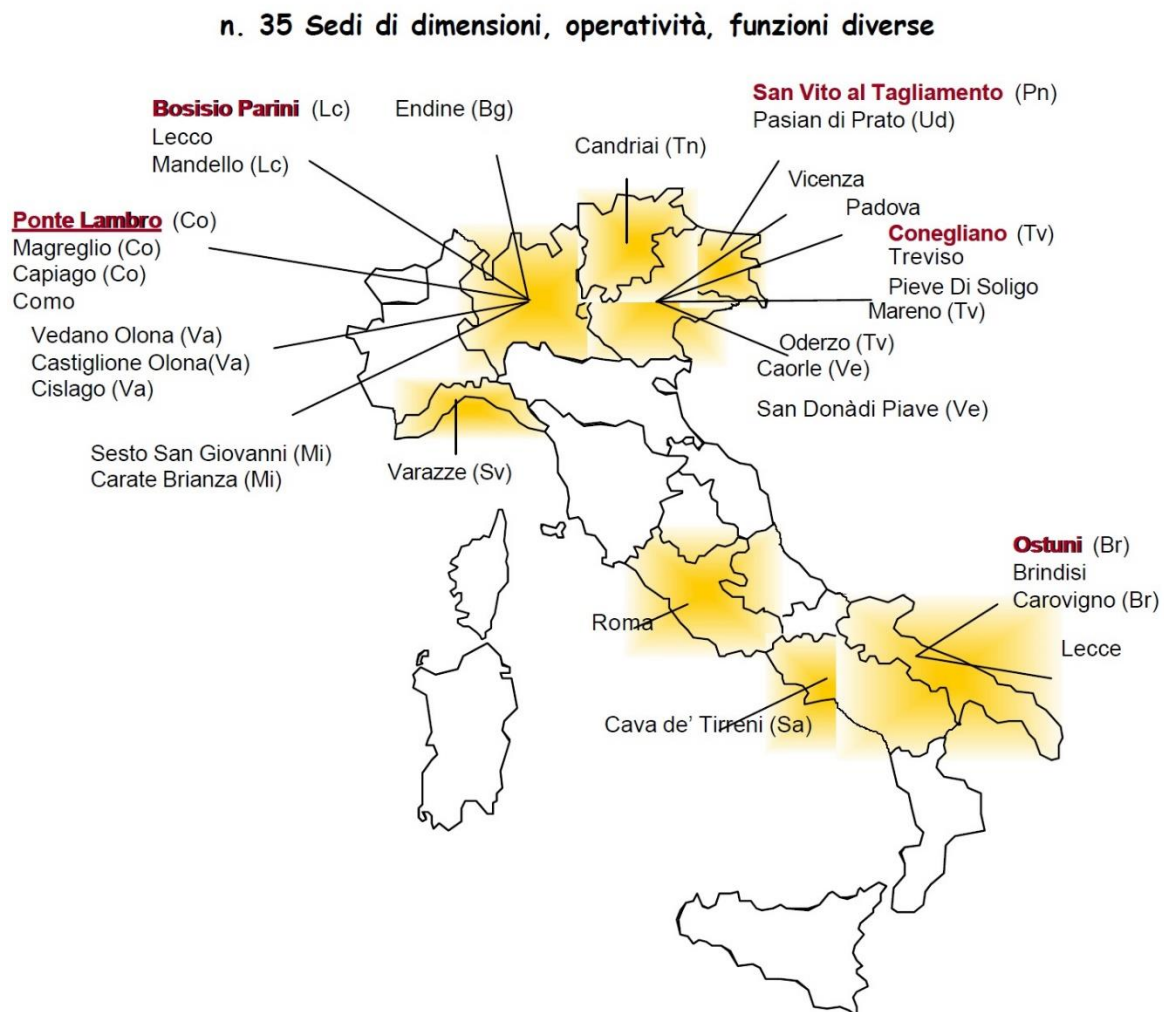 n. 35 Sedi di dimensioni, operatività, funzioni diverse
Bosisio Parini (Lc)
Lecco
Mandello (Lc)
Endine (Bg)
Candriai (Tn)
San Vito al Tagliamento (Pn)
Pasian di Prato (Ud)
Vicenza
Padova
Conegliano (Tv)
Treviso
Pieve Di Soligo
Mareno (Tv)
Oderzo (Tv)
Caorle (Ve)
San Donàdi Piave (Ve)
Ponte Lambro (Co)
Magreglio (Co)
Capiago (Co)
Como
Vedano Olona (Va)
Castiglione Olona(Va)
Cislago (Va)
Sesto San Giovanni (Mi)
Carate Brianza (Mi)
Varazze (Sv)
Roma
Cava de’ Tirreni (Sa)
Ostuni (Br)
Brindisi
Carovigno (Br)
Lecce